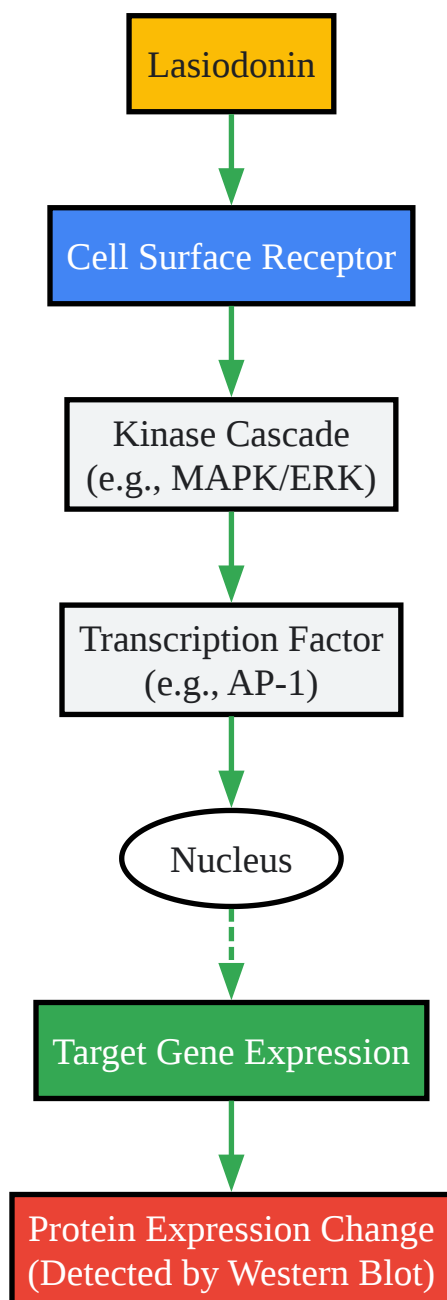 Lasiodonin
Cell Surface Receptor
Kinase Cascade
(e.g., MAPK/ERK)
Transcription Factor
(e.g., AP-1)
Nucleus
Target Gene Expression
Protein Expression Change
(Detected by Western Blot)